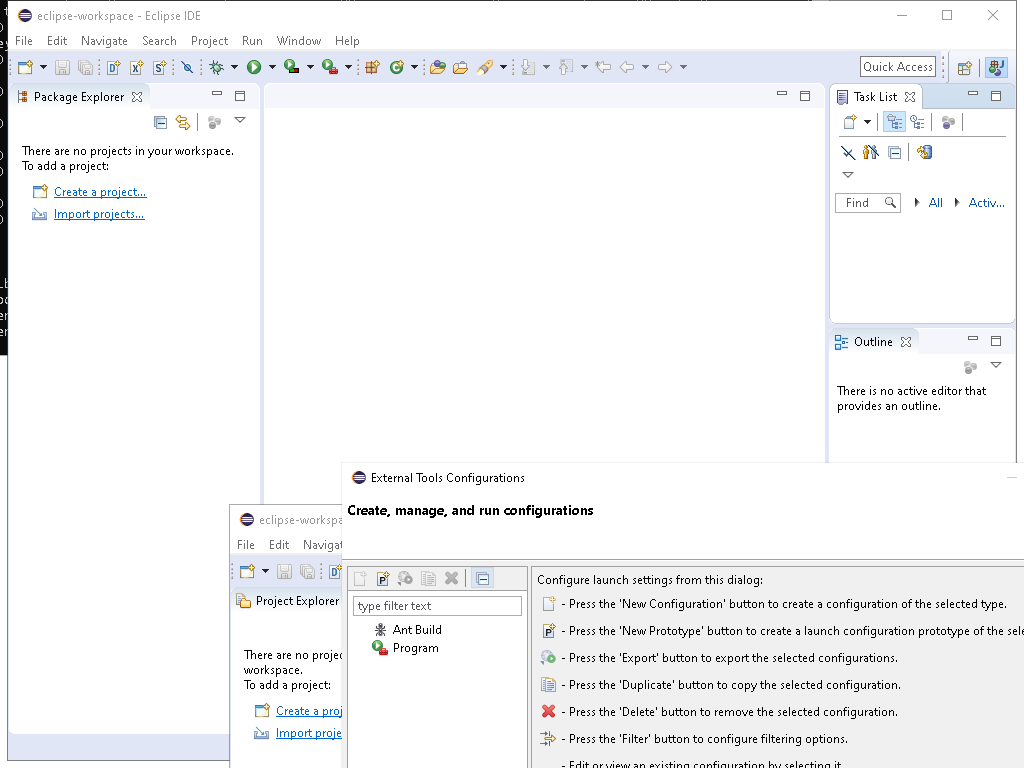 eclipse-workspace - Eclipse IDE
File Edit Navigate Search Project Run Window Help
Quick Access
Package Explorer
There are no projects in your workspace.
To add a project:
Create a project...
Import projects...
Task List
Find All Activ...
Outline
There is no active editor that
provides an outline.
External Tools Configurations
Create, manage, and run configurations
type filter text
Ant Build
Program
Configure launch settings from this dialog:
- Press the 'New Configuration' button to create a configuration of the selected type.
- Press the 'New Prototype' button to create a launch configuration prototype of the sele
- Press the 'Export' button to export the selected configurations.
- Press the 'Duplicate' button to copy the selected configuration.
- Press the 'Delete' button to remove the selected configuration.
- Press the 'Filter' button to configure filtering options.
- Edit or view an existing configuration by selecting it
eclipse-workspa
File Edit Navigat
Project Explorer
There are no projec
workspace.
To add a project:
Create a proj
Import proje